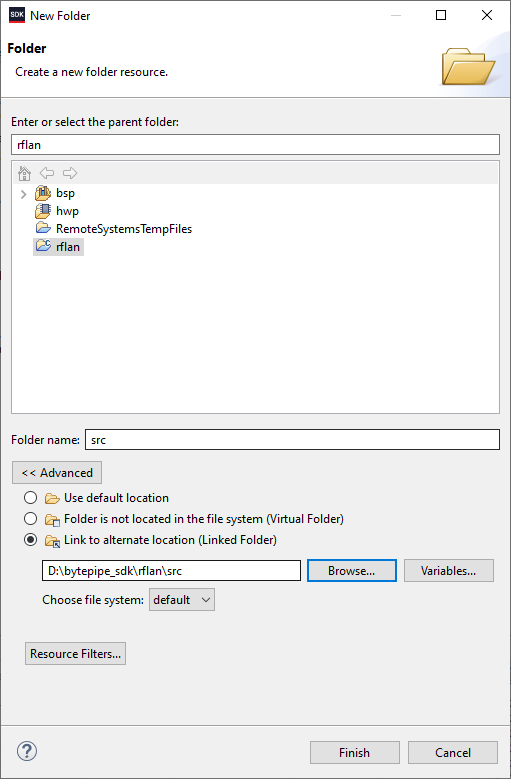 SDK New Folder
Folder
Create a new folder resource.
Enter or select the parent folder:
rflan
bsp
hwp
RemoteSystemsTempFiles
rflan
Folder name: src
<< Advanced
Use default location
Folder is not located in the file system (Virtual Folder)
Link to alternate location (Linked Folder)
D:\bytepipe_sdk\rflan\src Browse... Variables...
Choose file system: default
Resource Filters...
? Finish Cancel